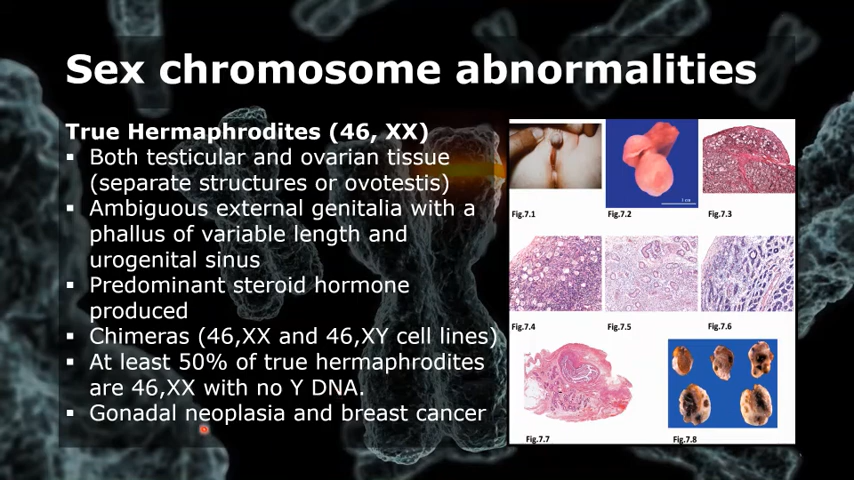 Sex chromosome abnormalities
True Hermaphrodites (46, XX)
▪ Both testicular and ovarian tissue
(separate structures or ovotestis)
▪ Ambiguous external genitalia with a
phallus of variable length and
urogenital sinus
▪ Predominant steroid hormone
produced
▪ Chimeras (46,XX and 46,XY cell lines)
▪ At least 50% of true hermaphrodites
are 46,XX with no Y DNA.
▪ Gonadal neoplasia and breast cancer
1 cm
Fig.7.1
Fig.7.2
Fig.7.3
Fig.7.4
Fig.7.5
Fig.7.6
Fig.7.7
Fig.7.8